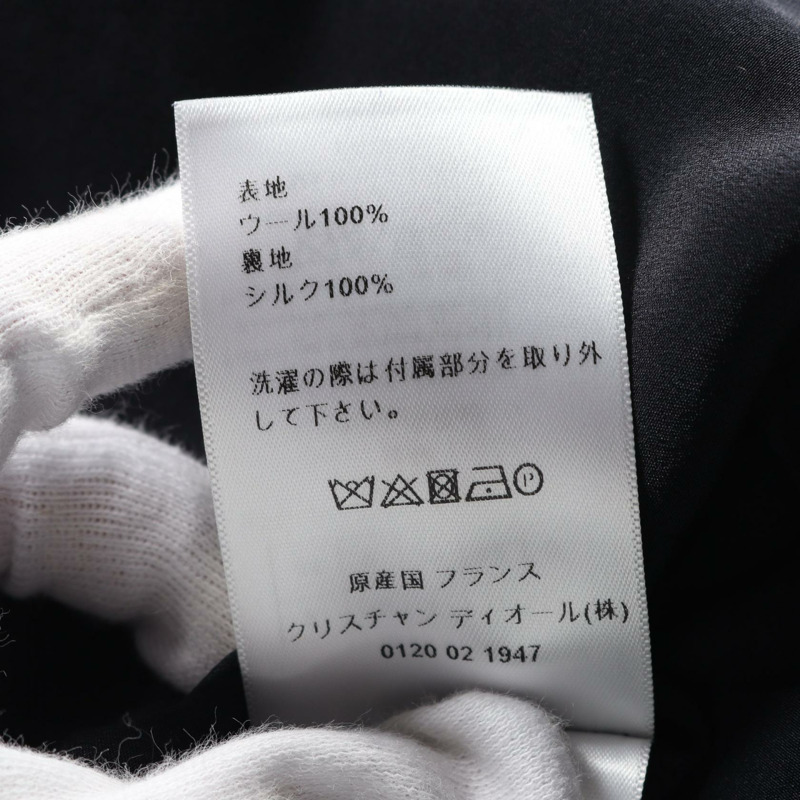 表地
ウール100%
裏地
シルク100%
洗濯の際は付属部分を取り外
して下さい。
P
原産国 フランス
クリスチャン ディオール(株)
0120 02 1947